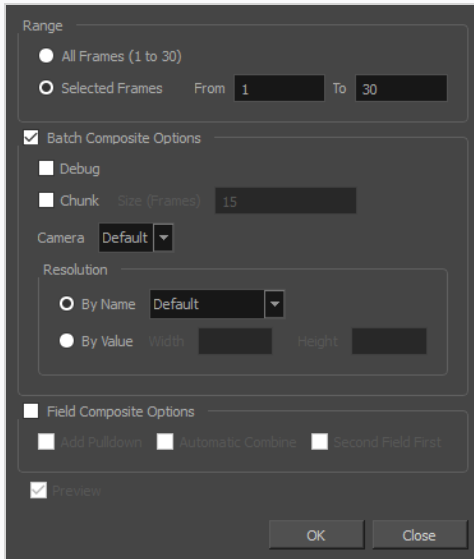 Range
All Frames (1 to 30)
Selected Frames From 1 To 30
Batch Composite Options
Debug
Chunk Size (Frames) 15
Camera Default
Resolution
By Name Default
By Value Width Height
Field Composite Options
Add Pulldown Automatic Combine Second Field First
Preview
OK Close